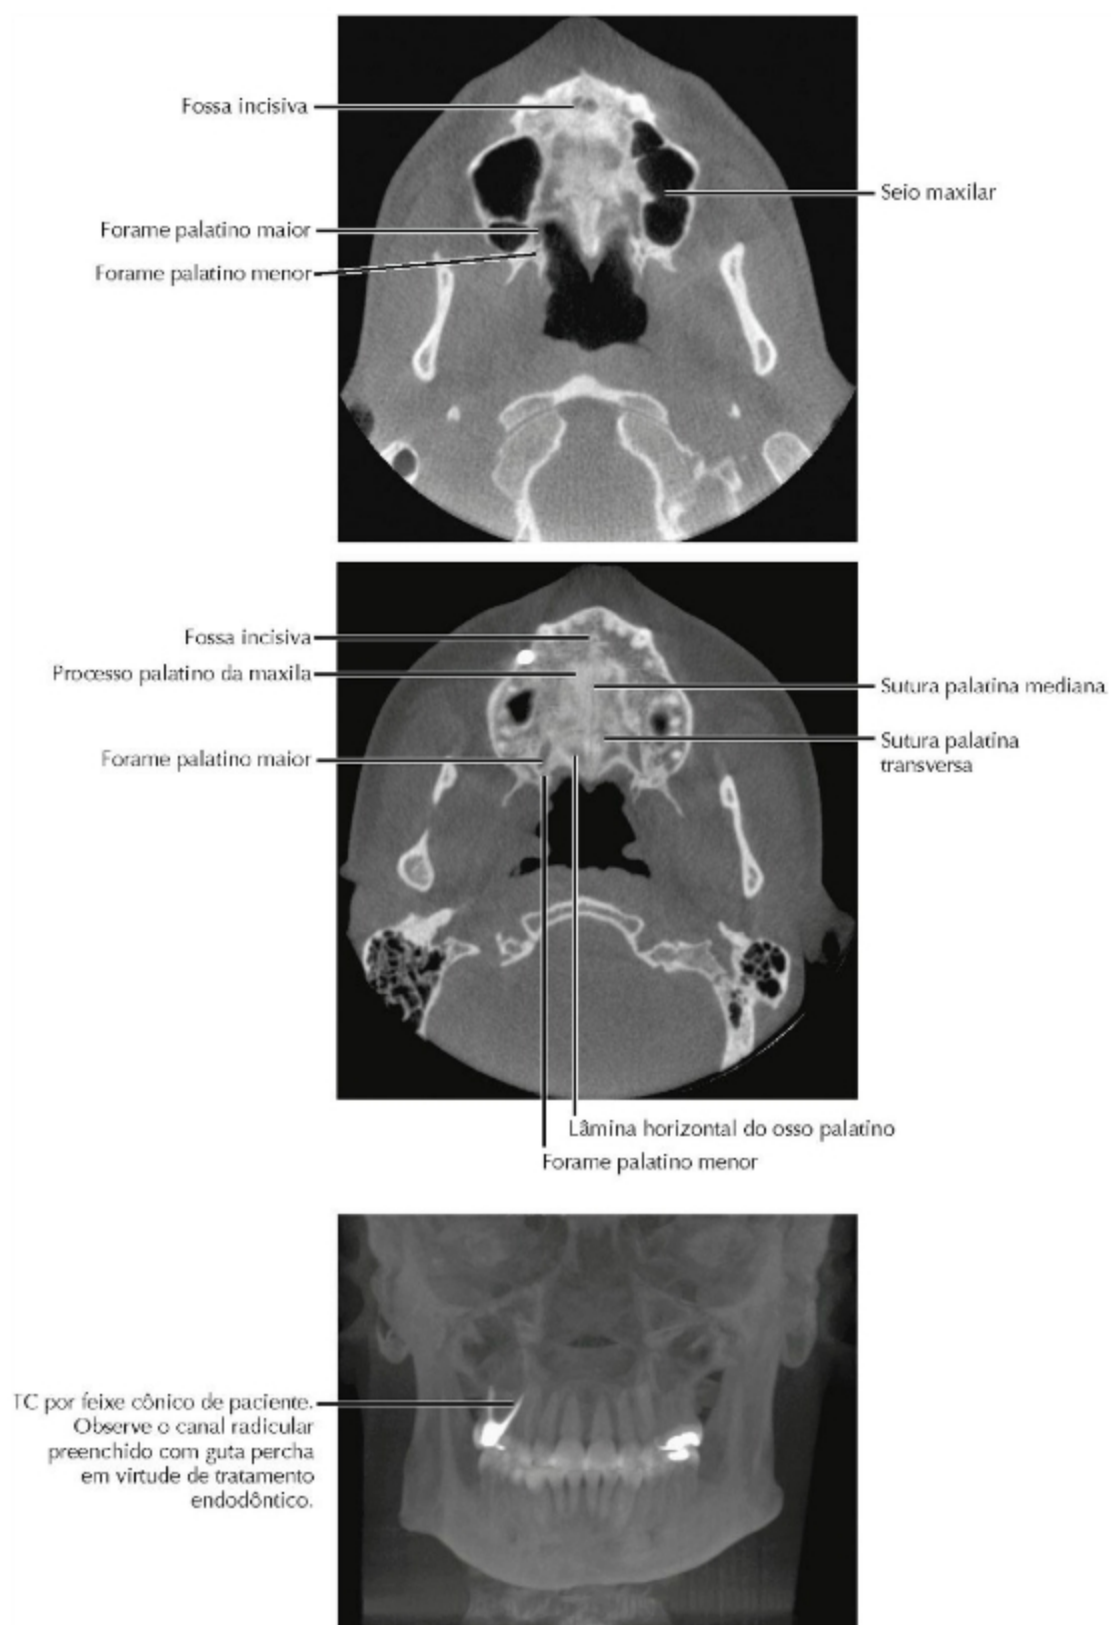 Fossa incisiva
Seio maxilar
Forame palatino maior
Forame palatino menor
Fossa incisiva
Processo palatino da maxila
Sutura palatina mediana
Sutura palatina
transversa
Forame palatino maior
Lâmina horizontal do osso palatino
Forame palatino menor
TC por feixe cônico de paciente.
Observe o canal radicular
preenchido com guta percha
em virtude de tratamento
endodôntico.